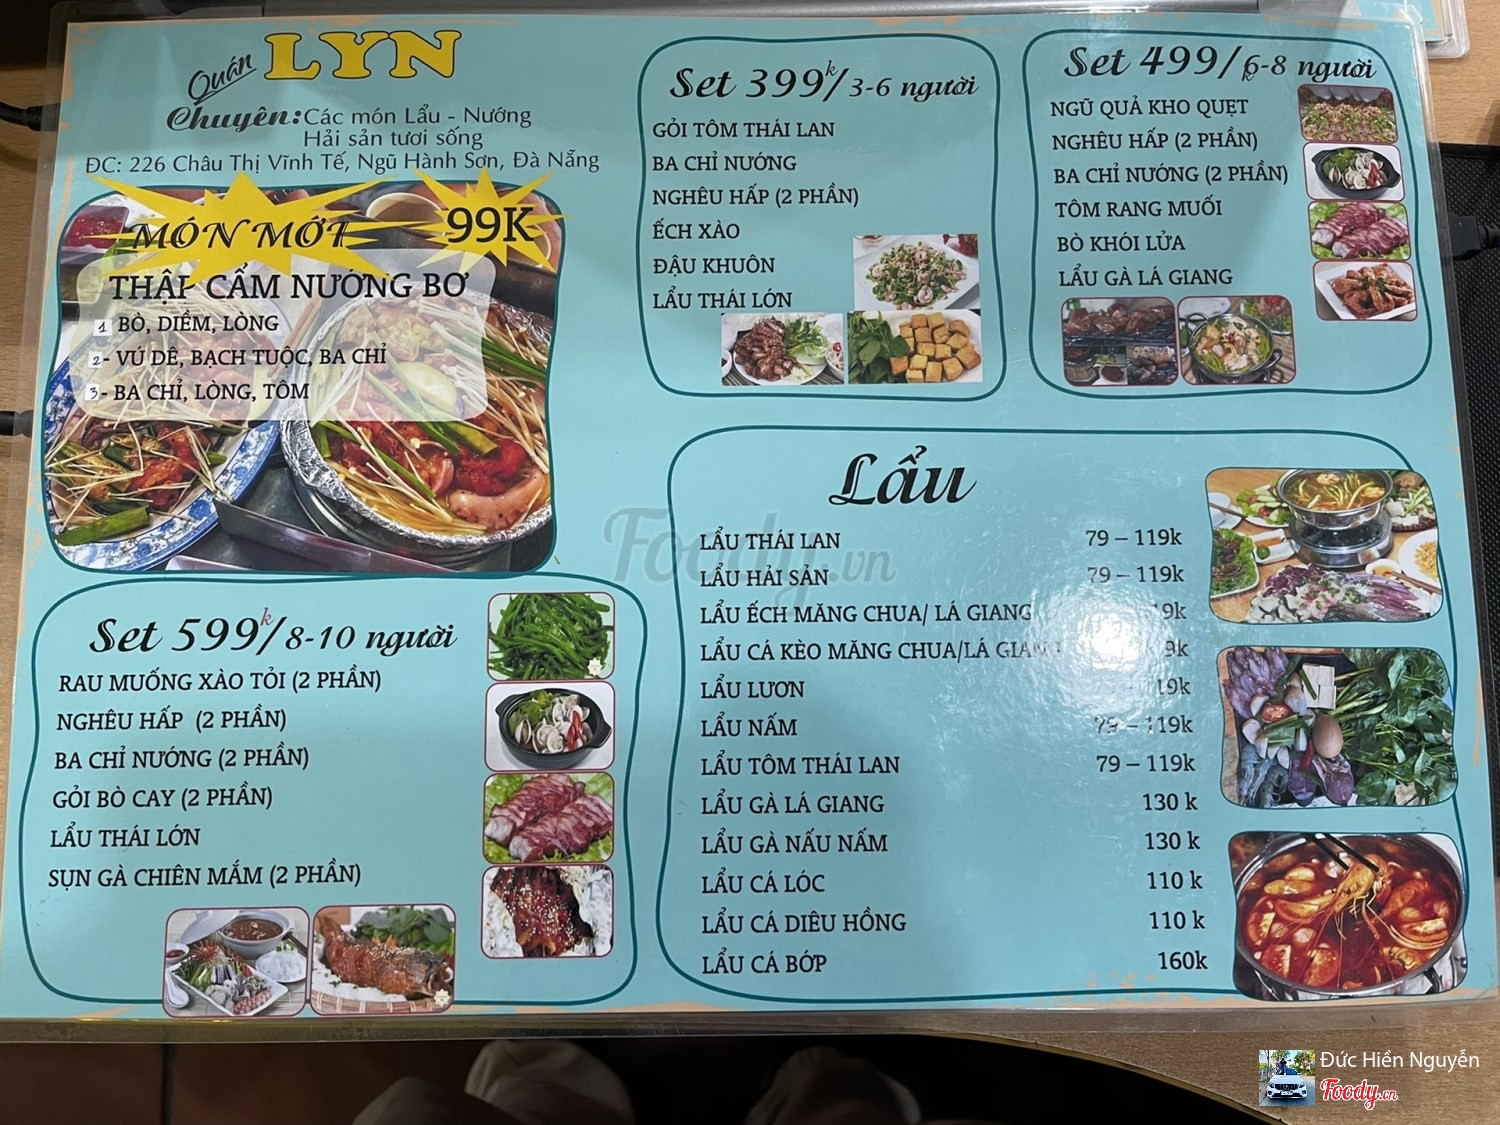 Quán LYN
Chuyên: Các món Lẩu - Nướng
Hải sản tươi sống
ĐC: 226 Châu Thị Vĩnh Tế, Ngũ Hành Sơn, Đà Nẵng
MÓN MỚI 99K
THẬP CẨM NƯỚNG BƠ
1 BÒ, DIỀM, LÒNG
2- VÚ DÊ, BẠCH TUỘC, BA CHỈ
3- BA CHỈ, LÒNG, TÔM
Set 599k/ 8-10 người
RAU MUỐNG XÀO TỎI (2 PHẦN)
NGHÊU HẤP (2 PHẦN)
BA CHỈ NƯỚNG (2 PHẦN)
GỎI BÒ CAY (2 PHẦN)
LẨU THÁI LỚN
SỤN GÀ CHIÊN MẮM (2 PHẦN)
Set 399k/ 3-6 người
GỎI TÔM THÁI LAN
BA CHỈ NƯỚNG
NGHÊU HẤP (2 PHẦN)
ẾCH XÀO
ĐẬU KHUÔN
LẨU THÁI LỚN
Set 499/k 6-8 người
NGŨ QUẢ KHO QUẸT
NGHÊU HẤP (2 PHẦN)
BA CHỈ NƯỚNG (2 PHẦN)
TÔM RANG MUỐI
BÒ KHÓI LỬA
LẨU GÀ LÁ GIANG
Lẩu
LẨU THÁI LAN 79 – 119k
LẨU HẢI SẢN 79 – 119k
LẨU ẾCH MĂNG CHUA/ LÁ GIANG
LẨU CÁ KÈO MĂNG CHUA/LÁ GIANG
LẨU LƯƠN
LẨU NẤM 79 – 119k
LẨU TÔM THÁI LAN 79 – 119k
LẨU GÀ LÁ GIANG 130 k
LẨU GÀ NẤU NẤM 130 k
LẨU CÁ LÓC 110 k
LẨU CÁ DIÊU HỒNG 110 k
LẨU CÁ BỚP 160k
Foody.vn
Đức Hiền Nguyễn
Foody.vn